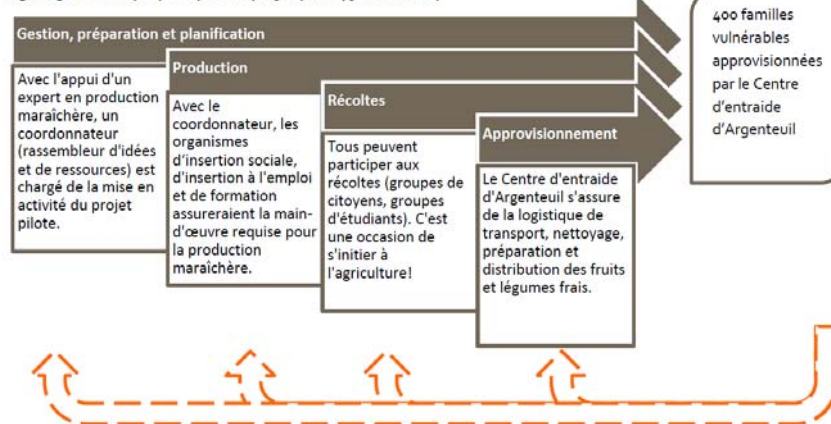 Gestion, préparation et planification
Avec l'appui d'un
expert en production
maraîchère, un
coordonnateur
(rassembleur d'idées
et de ressources) est
chargé de la mise en
activité du projet
pilote.
Production
Avec le
coordonnateur, les
organismes
d'insertion sociale,
d'insertion à l'emploi
et de formation
assureraient la main-
d'œuvre requise pour
la production
maraîchère.
Récoltes
Tous peuvent
participer aux
récoltes (groupes de
citoyens, groupes
d'étudiants). C'est
une occasion de
s'initier à
l'agriculture!
Approvisionnement
Le Centre d'entraide
d'Argenteuil s'assure
de la logistique de
transport, nettoyage,
préparation et
distribution des fruits
et légumes frais.
400 familles
vulnérables
approvisionnées
par le Centre
d'entraide
d'Argenteuil